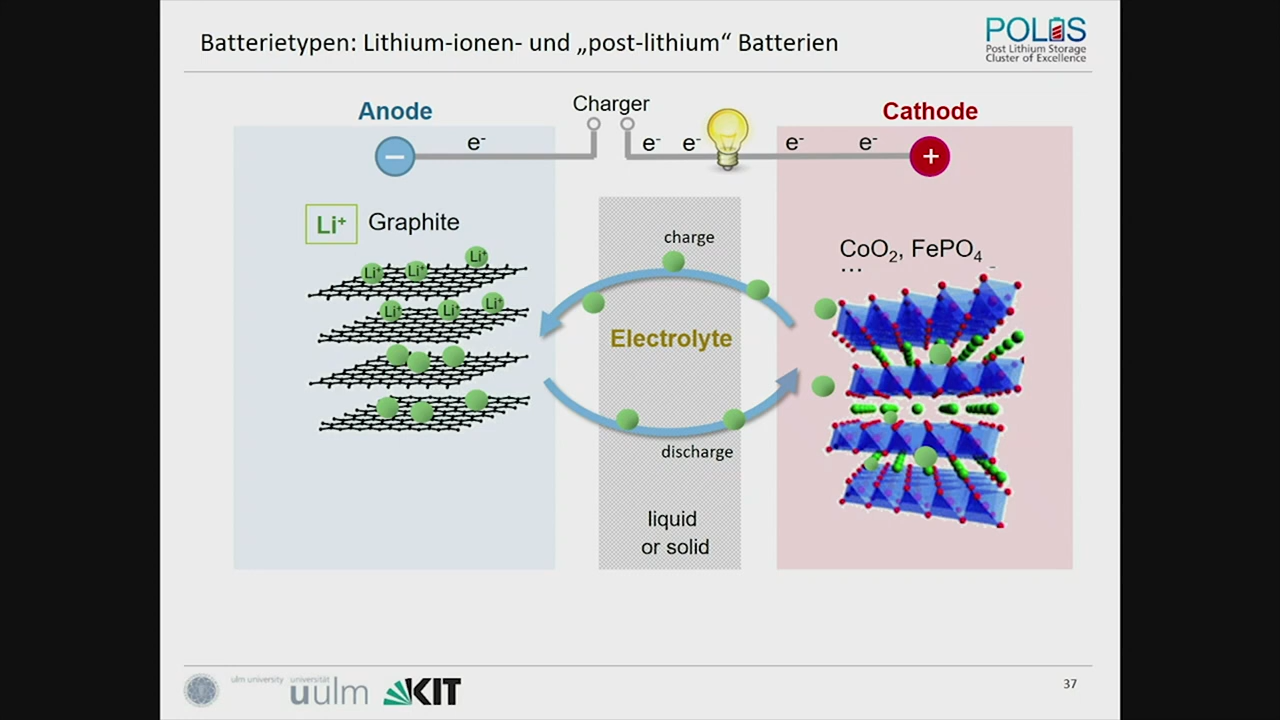 Batterietypen: Lithium-ionen- und „post-lithium“ Batterien
POLiS
Post Lithium Storage
Cluster of Excellence
Anode
Charger
Cathode
−
e⁻
e⁻
e⁻
e⁻
e⁻
+
Li⁺
Graphite
charge
CoO₂, FePO₄
...
Li⁺
Li⁺
Li⁺
Li⁺
Li⁺
Li⁺
Electrolyte
discharge
liquid
or solid
ulm university universität
uulm
KIT
37